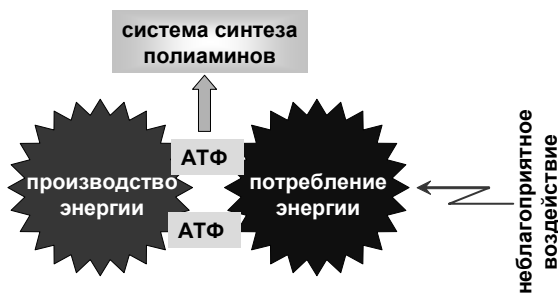 система синтеза
полиаминов
АТФ
производство
энергии
потребление
энергии
АТФ
неблагоприятное
воздействие